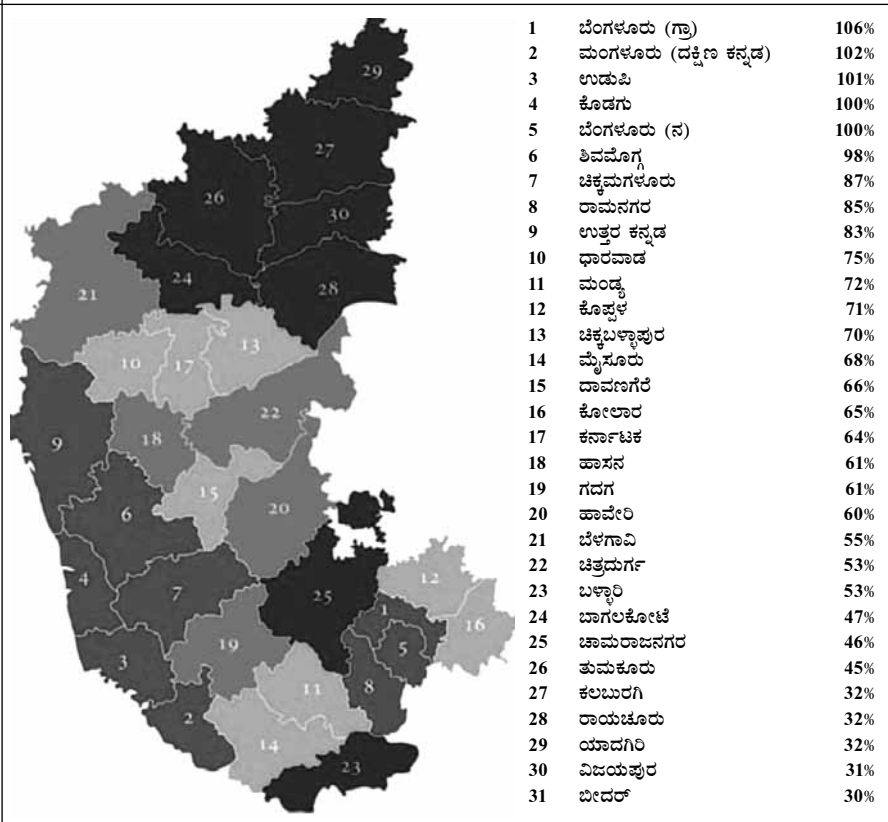 1 ಬೆಂಗಳೂರು (ಗ್ರಾ) 106%
2 ಮಂಗಳೂರು (ದಕ್ಷಿಣ ಕನ್ನಡ) 102%
3 ಉಡುಪಿ 101%
4 ಕೊಡಗು 100%
5 ಬೆಂಗಳೂರು (ನ) 100%
6 ಶಿವಮೊಗ್ಗ 98%
7 ಚಿಕ್ಕಮಗಳೂರು 87%
8 ರಾಮನಗರ 85%
9 ಉತ್ತರ ಕನ್ನಡ 83%
10 ಧಾರವಾಡ 75%
11 ಮಂಡ್ಯ 72%
12 ಕೊಪ್ಪಳ 71%
13 ಚಿಕ್ಕಬಳ್ಳಾಪುರ 70%
14 ಮೈಸೂರು 68%
15 ದಾವಣಗೆರೆ 66%
16 ಕೋಲಾರ 65%
17 ಕರ್ನಾಟಕ 64%
18 ಹಾಸನ 61%
19 ಗದಗ 61%
20 ಹಾವೇರಿ 60%
21 ಬೆಳಗಾವಿ 55%
22 ಚಿತ್ರದುರ್ಗ 53%
23 ಬಳ್ಳಾರಿ 53%
24 ಬಾಗಲಕೋಟೆ 47%
25 ಚಾಮರಾಜನಗರ 46%
26 ತುಮಕೂರು 45%
27 ಕಲಬುರಗಿ 32%
28 ರಾಯಚೂರು 32%
29 ಯಾದಗಿರಿ 32%
30 ವಿಜಯಪುರ 31%
31 ಬೀದರ್ 30%
29
27
26
30
24
28
21
13
10
17
22
9
18
15
6
20
4
7
25
12
1
16
5
3
19
8
11
2
14
23